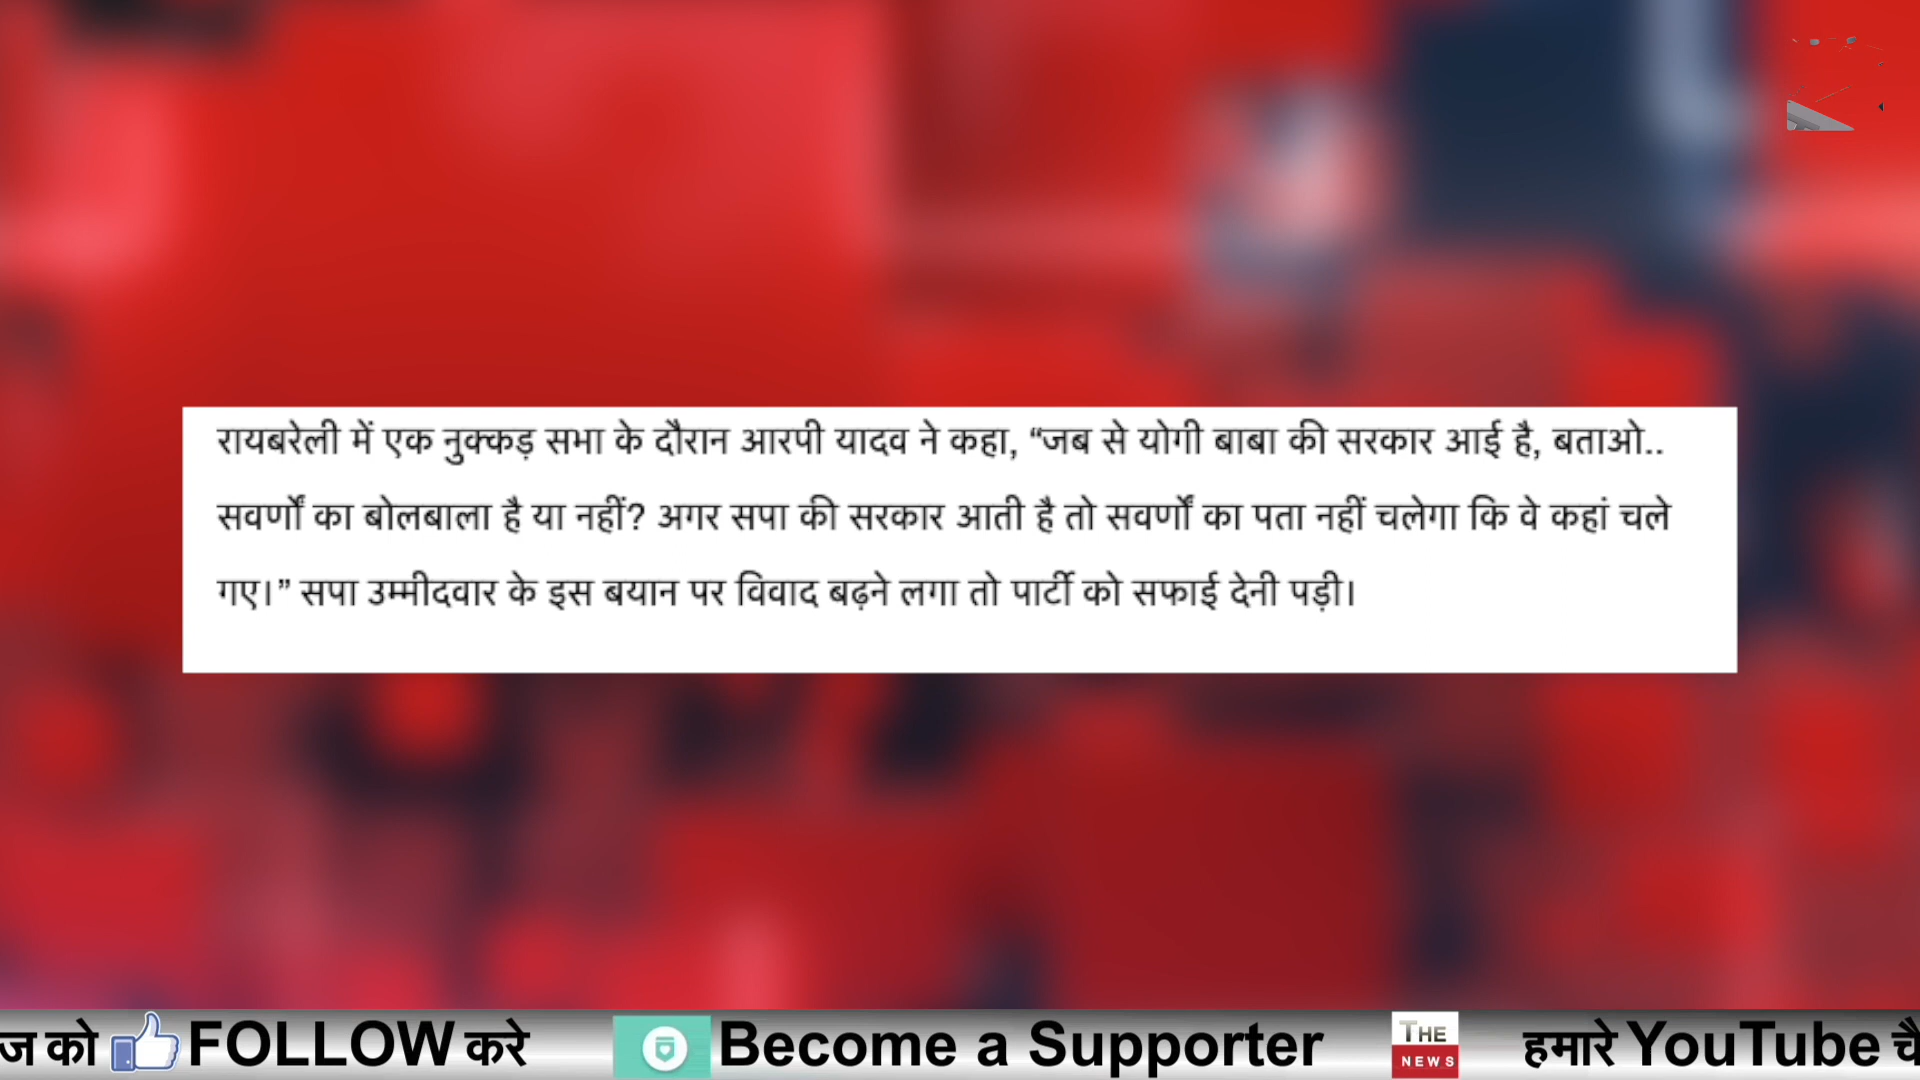 रायबरेली में एक नुक्कड़ सभा के दौरान आरपी यादव ने कहा, “जब से योगी बाबा की सरकार आई है, बताओ..
सवर्णों का बोलबाला है या नहीं? अगर सपा की सरकार आती है तो सवर्णों का पता नहीं चलेगा कि वे कहां चले
गए।” सपा उम्मीदवार के इस बयान पर विवाद बढ़ने लगा तो पार्टी को सफाई देनी पड़ी।
ज को FOLLOW करे Become a Supporter THE NEWS हमारे YouTube चै